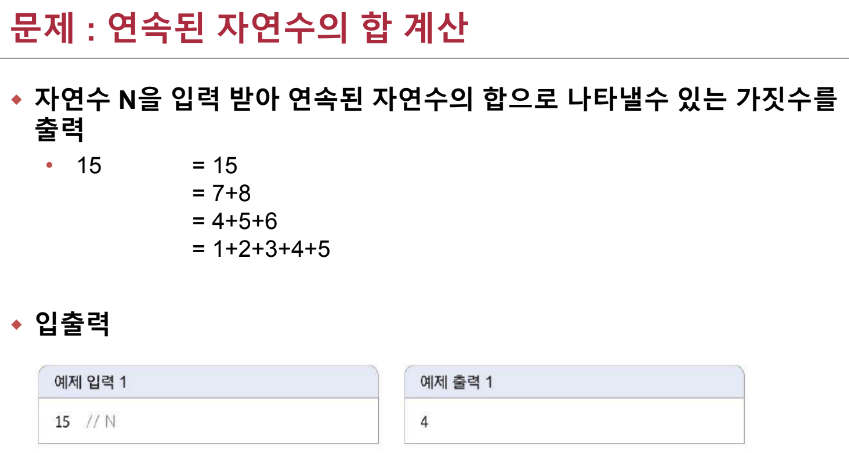 문제 : 연속된 자연수의 합 계산
자연수 N을 입력 받아 연속된 자연수의 합으로 나타낼수 있는 가짓수를
출력
15 = 15
= 7+8
= 4+5+6
= 1+2+3+4+5
입출력
예제 입력 1
15 // N
예제 출력 1
4